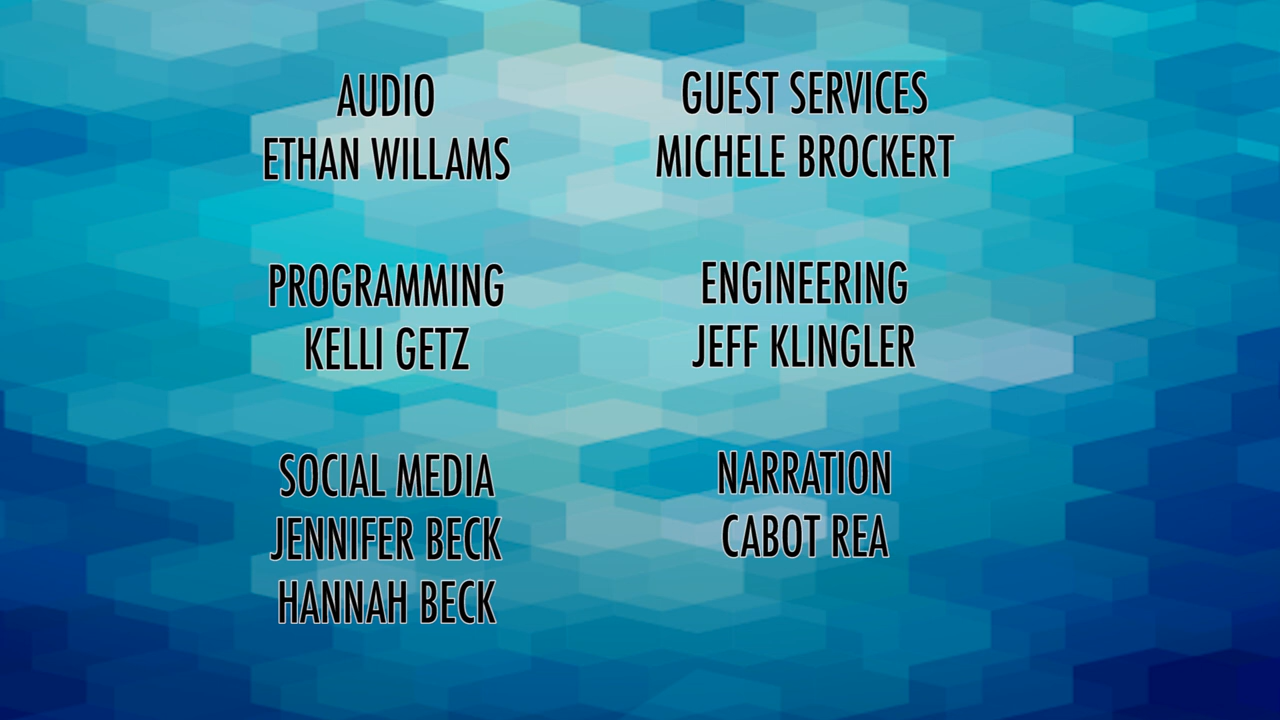 AUDIO
ETHAN WILLAMS
PROGRAMMING
KELLI GETZ
SOCIAL MEDIA
JENNIFER BECK
HANNAH BECK
GUEST SERVICES
MICHELE BROCKERT
ENGINEERING
JEFF KLINGLER
NARRATION
CABOT REA